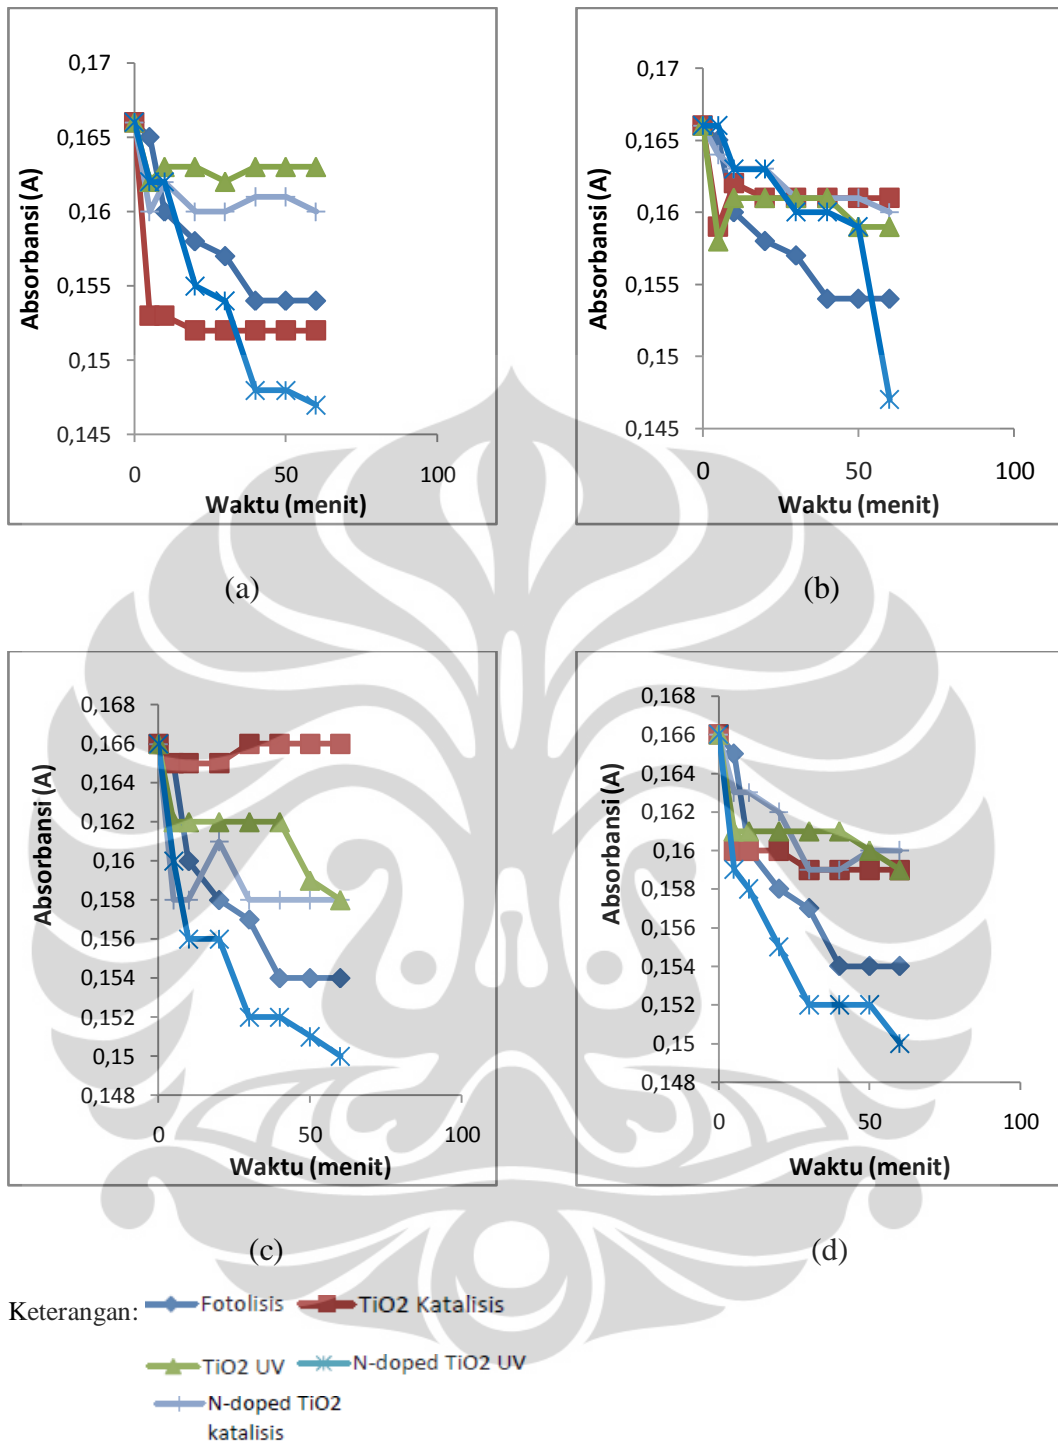 0,17
0,165
0,16
0,155
0,15
0,145
0 50 100
Absorbansi (A)
Waktu (menit)
(a)
0,17
0,165
0,16
0,155
0,15
0,145
0 50 100
Absorbansi (A)
Waktu (menit)
(b)
0,168
0,166
0,164
0,162
0,16
0,158
0,156
0,154
0,152
0,15
0,148
0 50 100
Absorbansi (A)
Waktu (menit)
(c)
0,168
0,166
0,164
0,162
0,16
0,158
0,156
0,154
0,152
0,15
0,148
0 50 100
Absorbansi (A)
Waktu (menit)
(d)
Keterangan: Fotolisis TiO2 Katalisis
TiO2 UV N-doped TiO2 UV
N-doped TiO2
katalisis